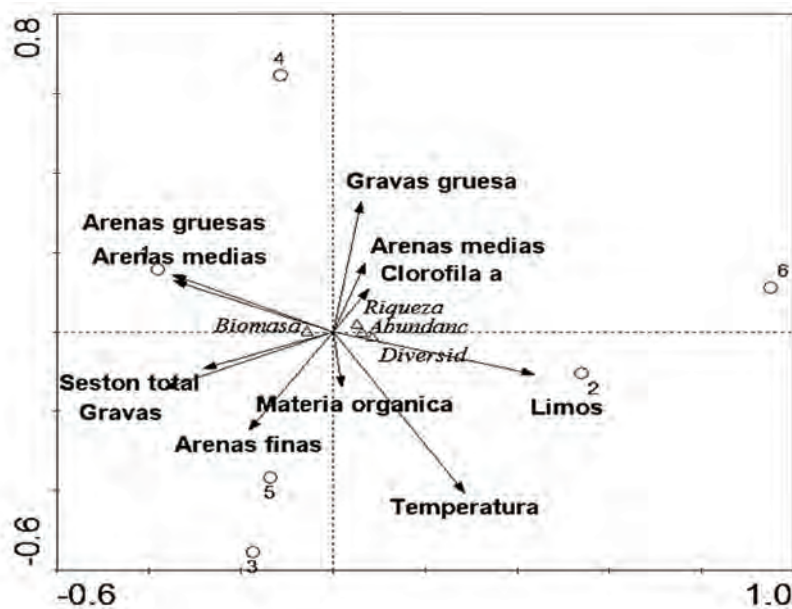 0.8
4
Gravas gruesa
Arenas gruesas
Arenas medias
Arenas medias
Clorofila a
1
6
Riqueza
Biomasa
Abundanc
Diversid
Seston total
Gravas
Materia organica
Limos
2
Arenas finas
5
Temperatura
3
-0.6
-0.6
1.0